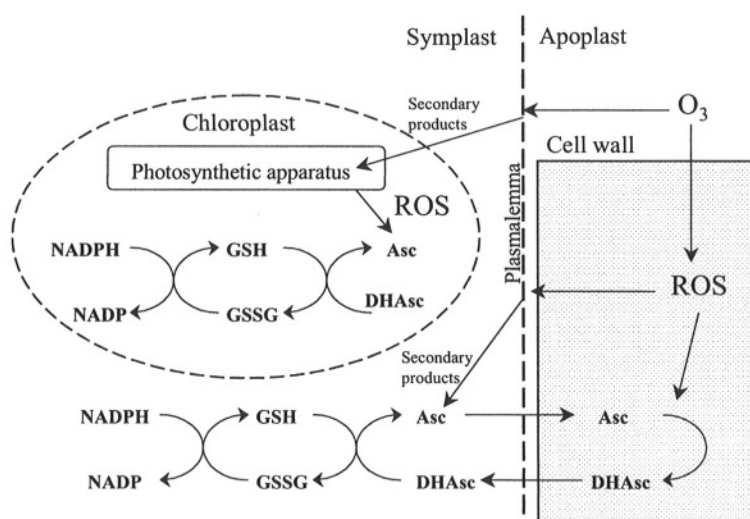 Symplast
Apoplast
Secondary
products
O₃
Chloroplast
Cell wall
Photosynthetic apparatus
ROS
Plasmalemma
NADPH
GSH
Asc
ROS
NADP
GSSG
DHAsc
Secondary
products
NADPH
GSH
Asc
Asc
NADP
GSSG
DHAsc
DHAsc